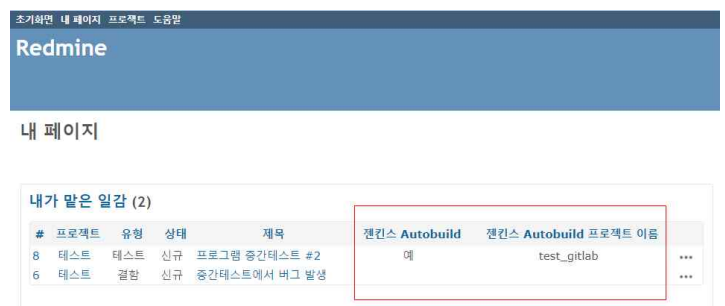 초기화면 내 페이지 프로젝트 도움말
Redmine
내 페이지
내가 맡은 일감 (2)
# 프로젝트 유형 상태 제목 젠킨스 Autobuild 젠킨스 Autobuild 프로젝트 이름
8 테스트 테스트 신규 프로그램 중간테스트 #2 예 test_gitlab •••
6 테스트 결함 신규 중간테스트에서 버그 발생 •••